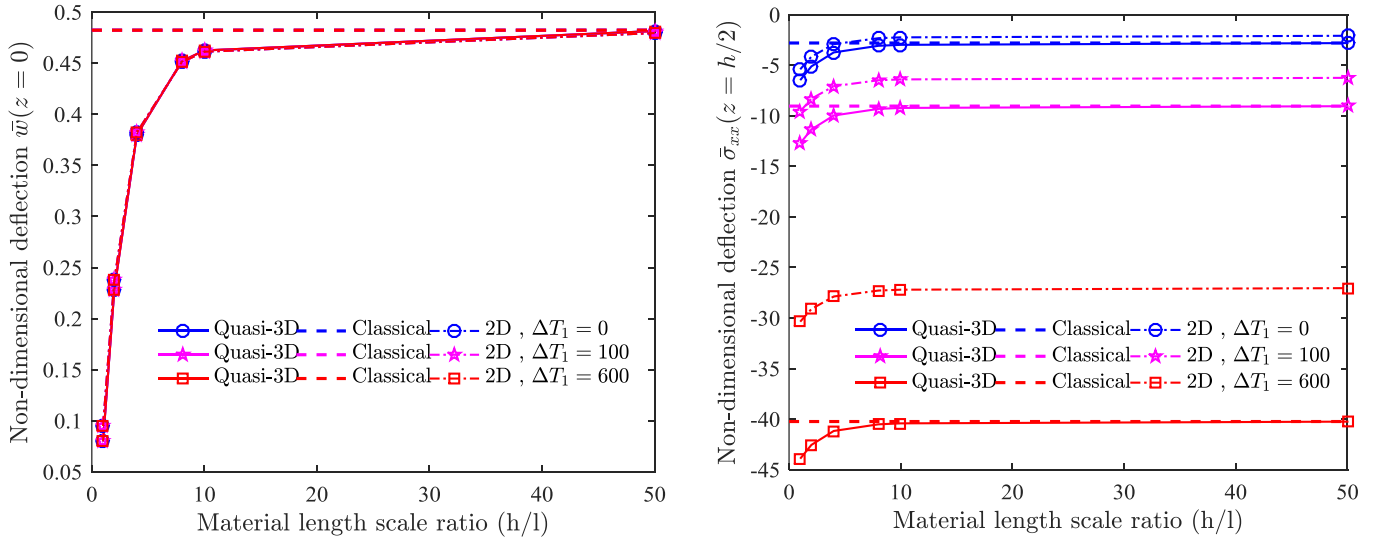 0.5
0.45
0.4
0.35
0.3
0.25
0.2
0.15
0.1
0.05
Non-dimensional deflection w̄(z = 0)
Quasi-3D Classical 2D , ΔT₁ = 0
Quasi-3D Classical 2D , ΔT₁ = 100
Quasi-3D Classical 2D , ΔT₁ = 600
0 10 20 30 40 50
Material length scale ratio (h/l)
0
-5
-10
-15
-20
-25
-30
-35
-40
-45
Non-dimensional deflection σ̄ₓₓ(z = h/2)
Quasi-3D Classical 2D , ΔT₁ = 0
Quasi-3D Classical 2D , ΔT₁ = 100
Quasi-3D Classical 2D , ΔT₁ = 600
0 10 20 30 40 50
Material length scale ratio (h/l)